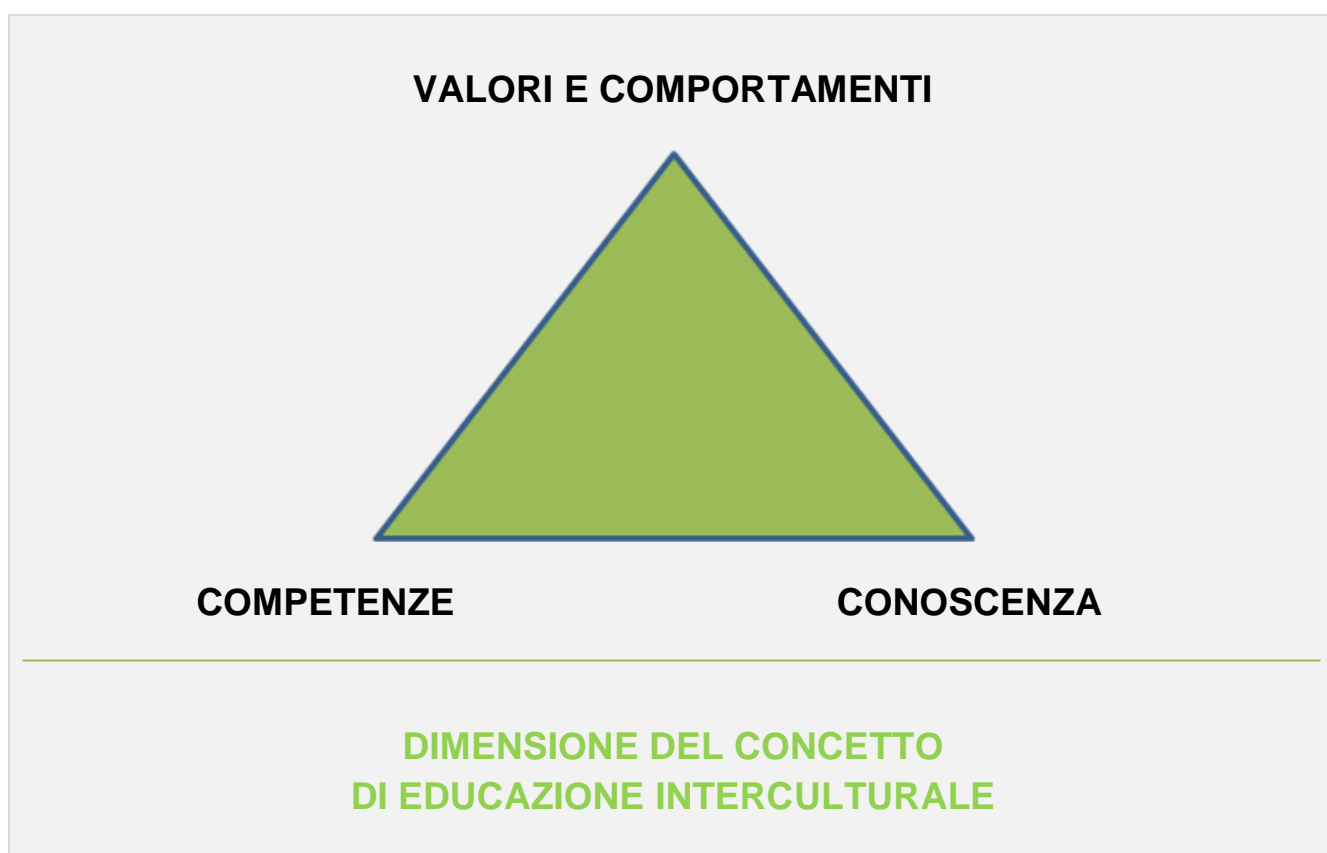 VALORI E COMPORTAMENTI
COMPETENZE
CONOSCENZA
DIMENSIONE DEL CONCETTO
DI EDUCAZIONE INTERCULTURALE